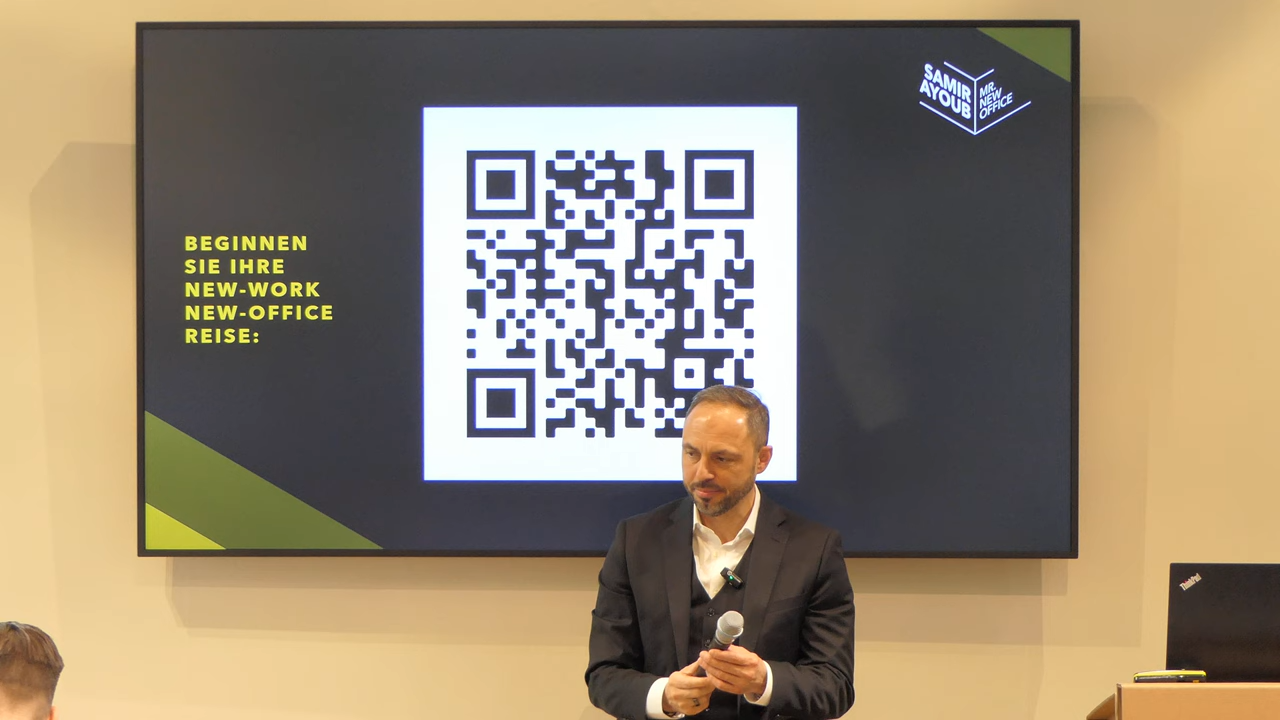 SAMIR
AYOUB
MR.
NEW
OFFICE
BEGINNEN
SIE IHRE
NEW-WORK
NEW-OFFICE
REISE:
ThinkPad